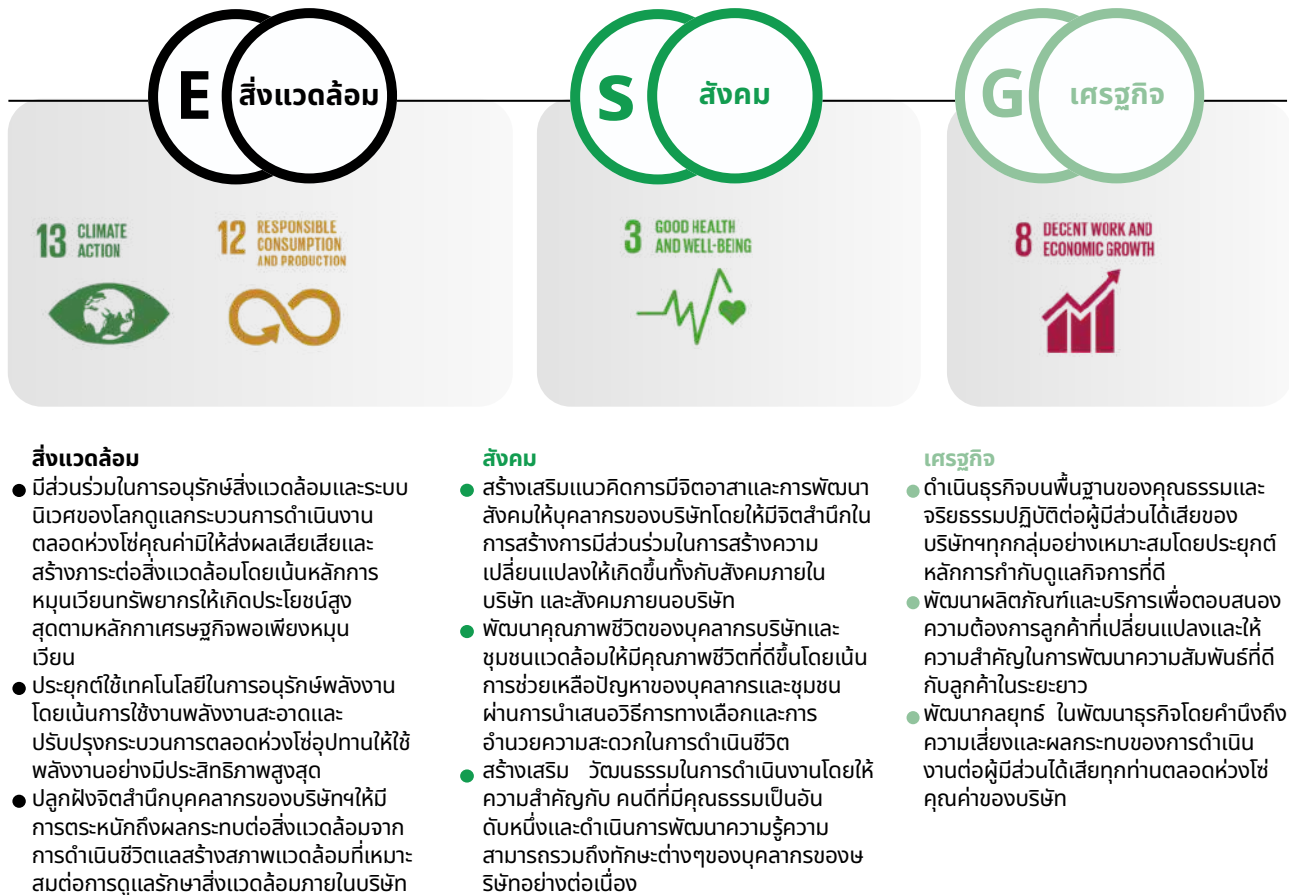 E สิ่งแวดล้อม
S สังคม
G เศรษฐกิจ
13 CLIMATE
ACTION
12 RESPONSIBLE
CONSUMPTION
AND PRODUCTION
3 GOOD HEALTH
AND WELL-BEING
8 DECENT WORK AND
ECONOMIC GROWTH
สิ่งแวดล้อม
มีส่วนร่วมในการอนุรักษ์สิ่งแวดล้อมและระบบ
นิเวศของโลกดูแลกระบวนการดำเนินงาน
ตลอดห่วงโซ่คุณค่ามิให้ส่งผลเสียเสียและ
สร้างภาระต่อสิ่งแวดล้อมโดยเน้นหลักการ
หมุนเวียนทรัพยากรให้เกิดประโยชน์สูง
สุดตามหลักกาเศรษฐกิจพอเพียงหมุน
เวียน
ประยุกต์ใช้เทคโนโลยีในการอนุรักษ์พลังงาน
โดยเน้นการใช้งานพลังงานสะอาดและ
ปรับปรุงกระบวนการตลอดห่วงโซ่อุปทานให้ใช้
พลังงานอย่างมีประสิทธิภาพสูงสุด
ปลูกฝังจิตสำนึกบุคคลากรของบริษัทฯให้มี
การตระหนักถึงผลกระทบต่อสิ่งแวดล้อมจาก
การดำเนินชีวิตแลสร้างสภาพแวดล้อมที่เหมาะ
สมต่อการดูแลรักษาสิ่งแวดล้อมภายในบริษัท
สังคม
สร้างเสริมแนวคิดการมีจิตอาสาและการพัฒนา
สังคมให้บุคลากรของบริษัทโดยให้มีจิตสำนึกใน
การสร้างการมีส่วนร่วมในการสร้างความ
เปลี่ยนแปลงให้เกิดขึ้นทั้งกับสังคมภายใน
บริษัท และสังคมภายนอบริษัท
พัฒนาคุณภาพชีวิตของบุคลากรบริษัทและ
ชุมชนแวดล้อมให้มีคุณภาพชีวิตที่ดีขึ้นโดยเน้น
การช่วยเหลือปัญหาของบุคลากรและชุมชน
ผ่านการนำเสนอวิธีการทางเลือกและการ
อำนวยความสะดวกในการดำเนินชีวิต
สร้างเสริม วัฒนธรรมในการดำเนินงานโดยให้
ความสำคัญกับ คนดีที่มีคุณธรรมเป็นอัน
ดับหนึ่งและดำเนินการพัฒนาความรู้ความ
สามารถรวมถึงทักษะต่างๆของบุคลากรของษ
ริษัทอย่างต่อเนื่อง
เศรษฐกิจ
ดำเนินธุรกิจบนพื้นฐานของคุณธรรมและ
จริยธรรมปฏิบัติต่อผู้มีส่วนได้เสียของ
บริษัทฯทุกกลุ่มอย่างเหมาะสมโดยประยุกต์
หลักการกำกับดูแลกิจการที่ดี
พัฒนาผลิตภัณฑ์และบริการเพื่อตอบสนอง
ความต้องการลูกค้าที่เปลี่ยนแปลงและให้
ความสำคัญในการพัฒนาความสัมพันธ์ที่ดี
กับลูกค้าในระยะยาว
พัฒนากลยุทธ์ ในพัฒนาธุรกิจโดยคำนึงถึง
ความเสี่ยงและผลกระทบของการดำเนิน
งานต่อผู้มีส่วนได้เสียทุกท่านตลอดห่วงโซ่
คุณค่าของบริษัท